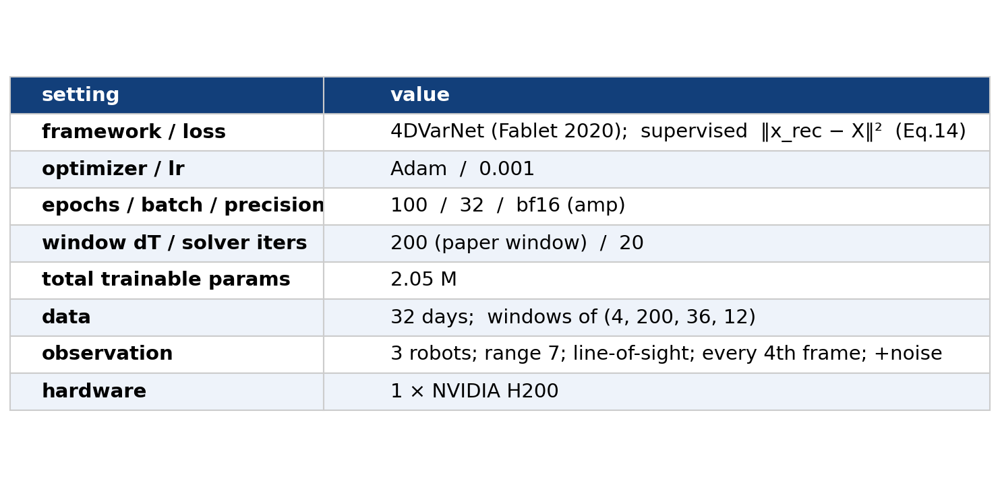 setting value
framework / loss 4DVarNet (Fablet 2020); supervised ‖x_rec − X‖² (Eq.14)
optimizer / lr Adam / 0.001
epochs / batch / precision 100 / 32 / bf16 (amp)
window dT / solver iters 200 (paper window) / 20
total trainable params 2.05 M
data 32 days; windows of (4, 200, 36, 12)
observation 3 robots; range 7; line-of-sight; every 4th frame; +noise
hardware 1 × NVIDIA H200